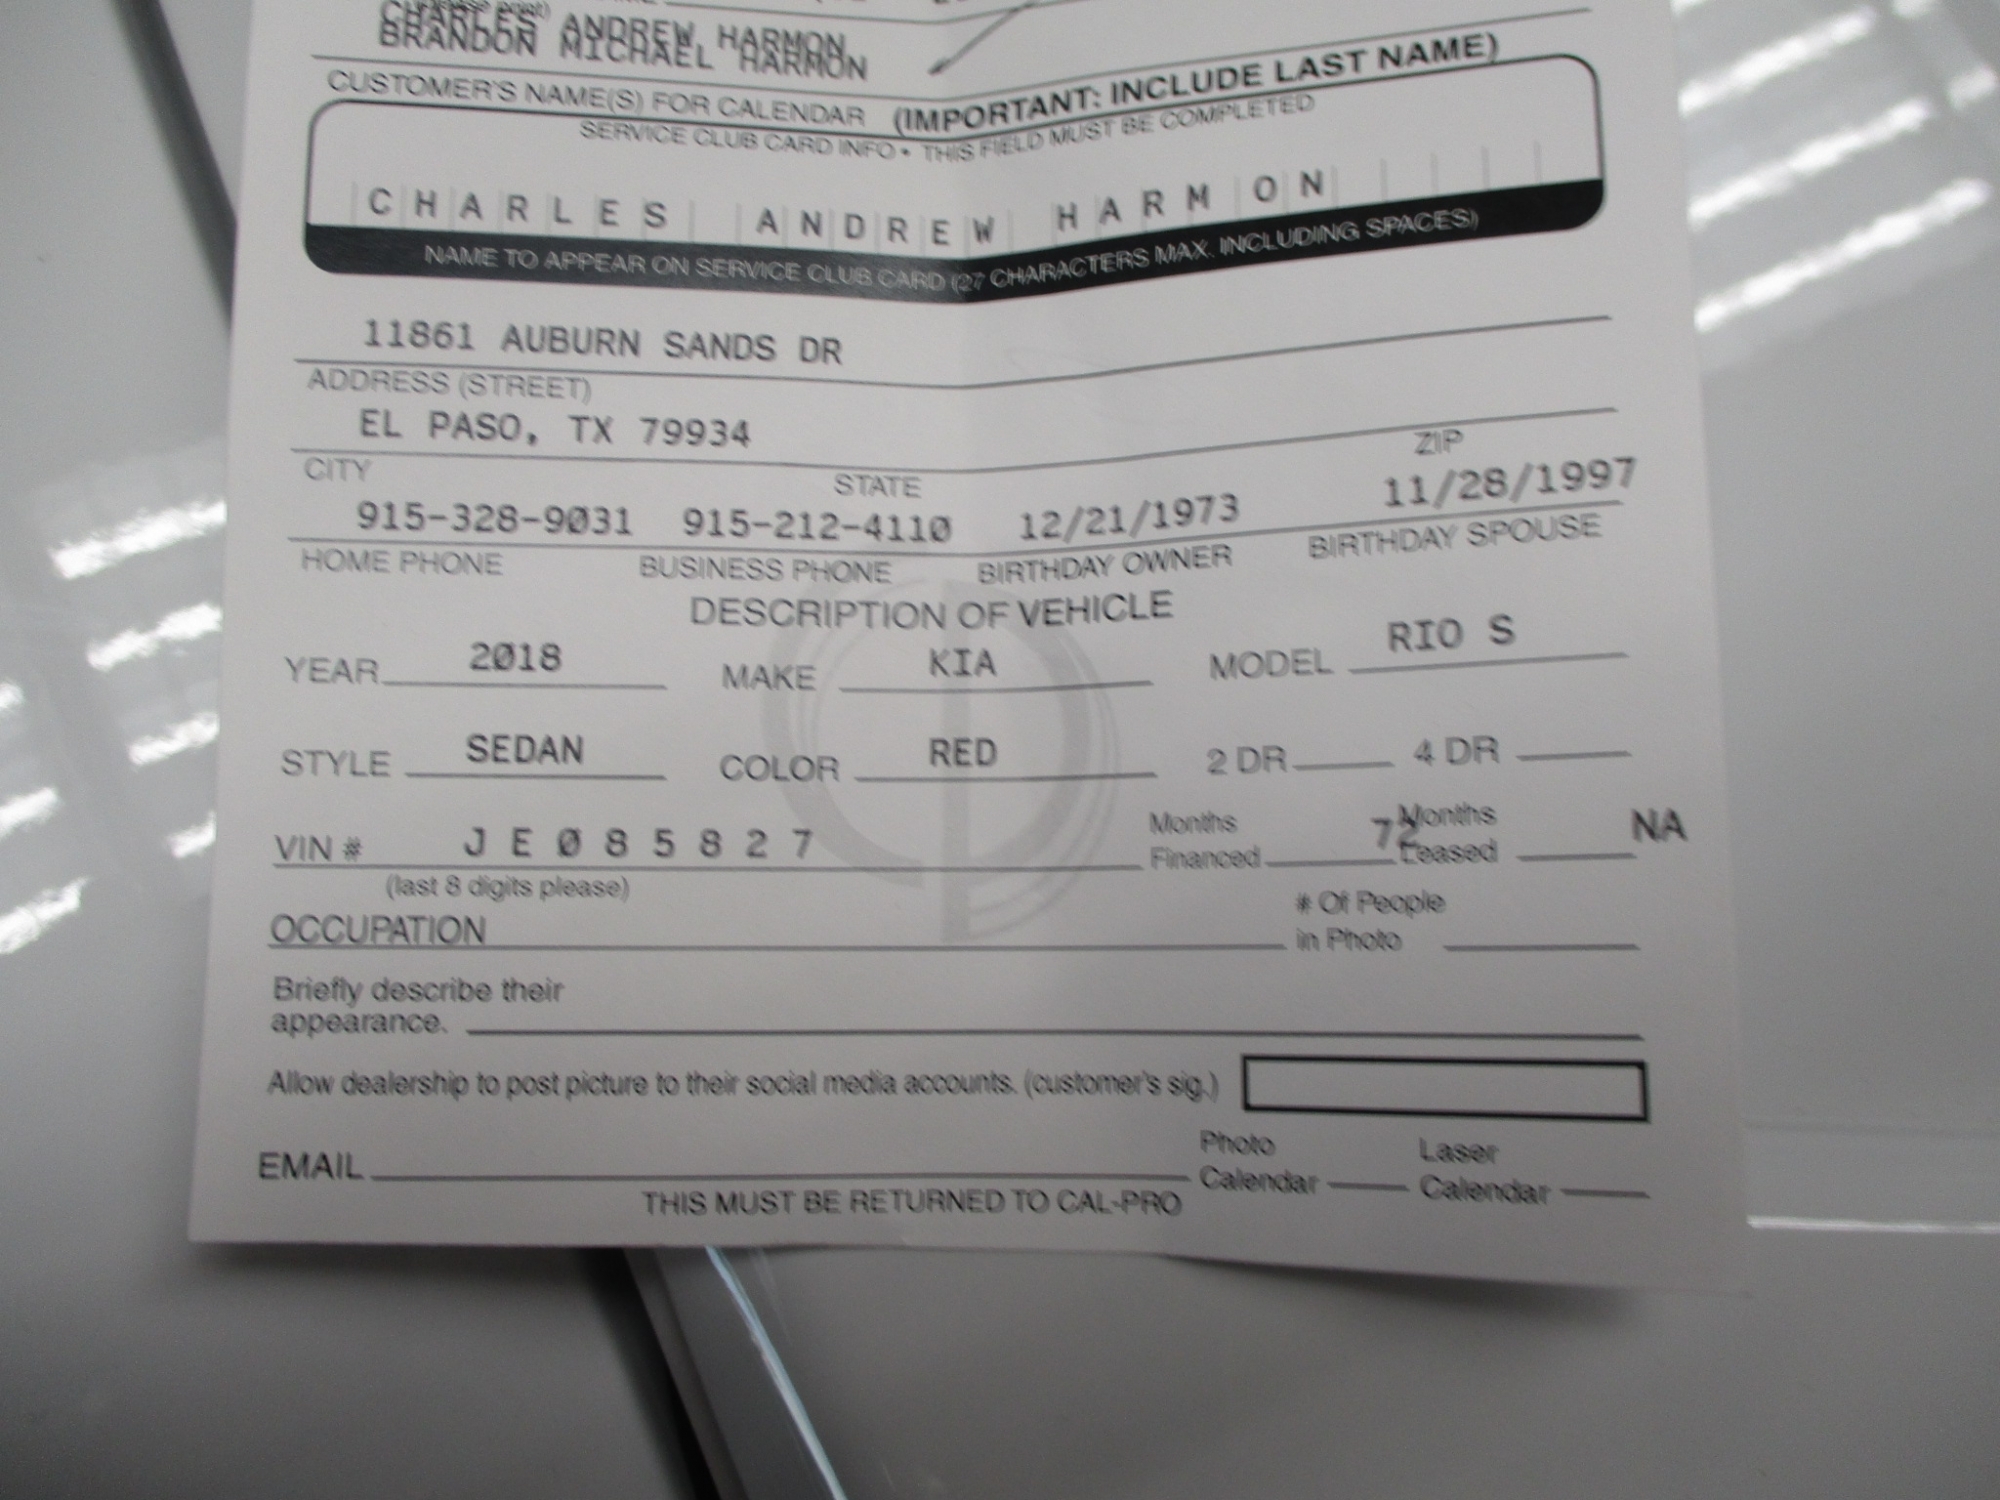 CHARLES ANDREW HARMON
BRANDON MICHAEL HARMON
CUSTOMER'S NAME(S) FOR CALENDAR (IMPORTANT: INCLUDE LAST NAME)
SERVICE CLUB CARD INFO • THIS FIELD MUST BE COMPLETED
CHARLES ANDREW HARMON
NAME TO APPEAR ON SERVICE CLUB CARD (27 CHARACTERS MAX. INCLUDING SPACES)
11861 AUBURN SANDS DR
ADDRESS (STREET)
EL PASO, TX 79934
CITY STATE ZIP
915-328-9031 915-212-4110 12/21/1973 11/28/1997
HOME PHONE BUSINESS PHONE BIRTHDAY OWNER BIRTHDAY SPOUSE
DESCRIPTION OF VEHICLE
YEAR 2018 MAKE KIA MODEL RIO S
STYLE SEDAN COLOR RED 2 DR 4 DR
VIN # J E 0 8 5 8 2 7 Months Financed 72 Months Leased NA
(last 8 digits please)
OCCUPATION # Of People in Photo
Briefly describe their
appearance.
Allow dealership to post picture to their social media accounts. (customer's sig.)
EMAIL Photo Calendar Laser Calendar
THIS MUST BE RETURNED TO CAL-PRO